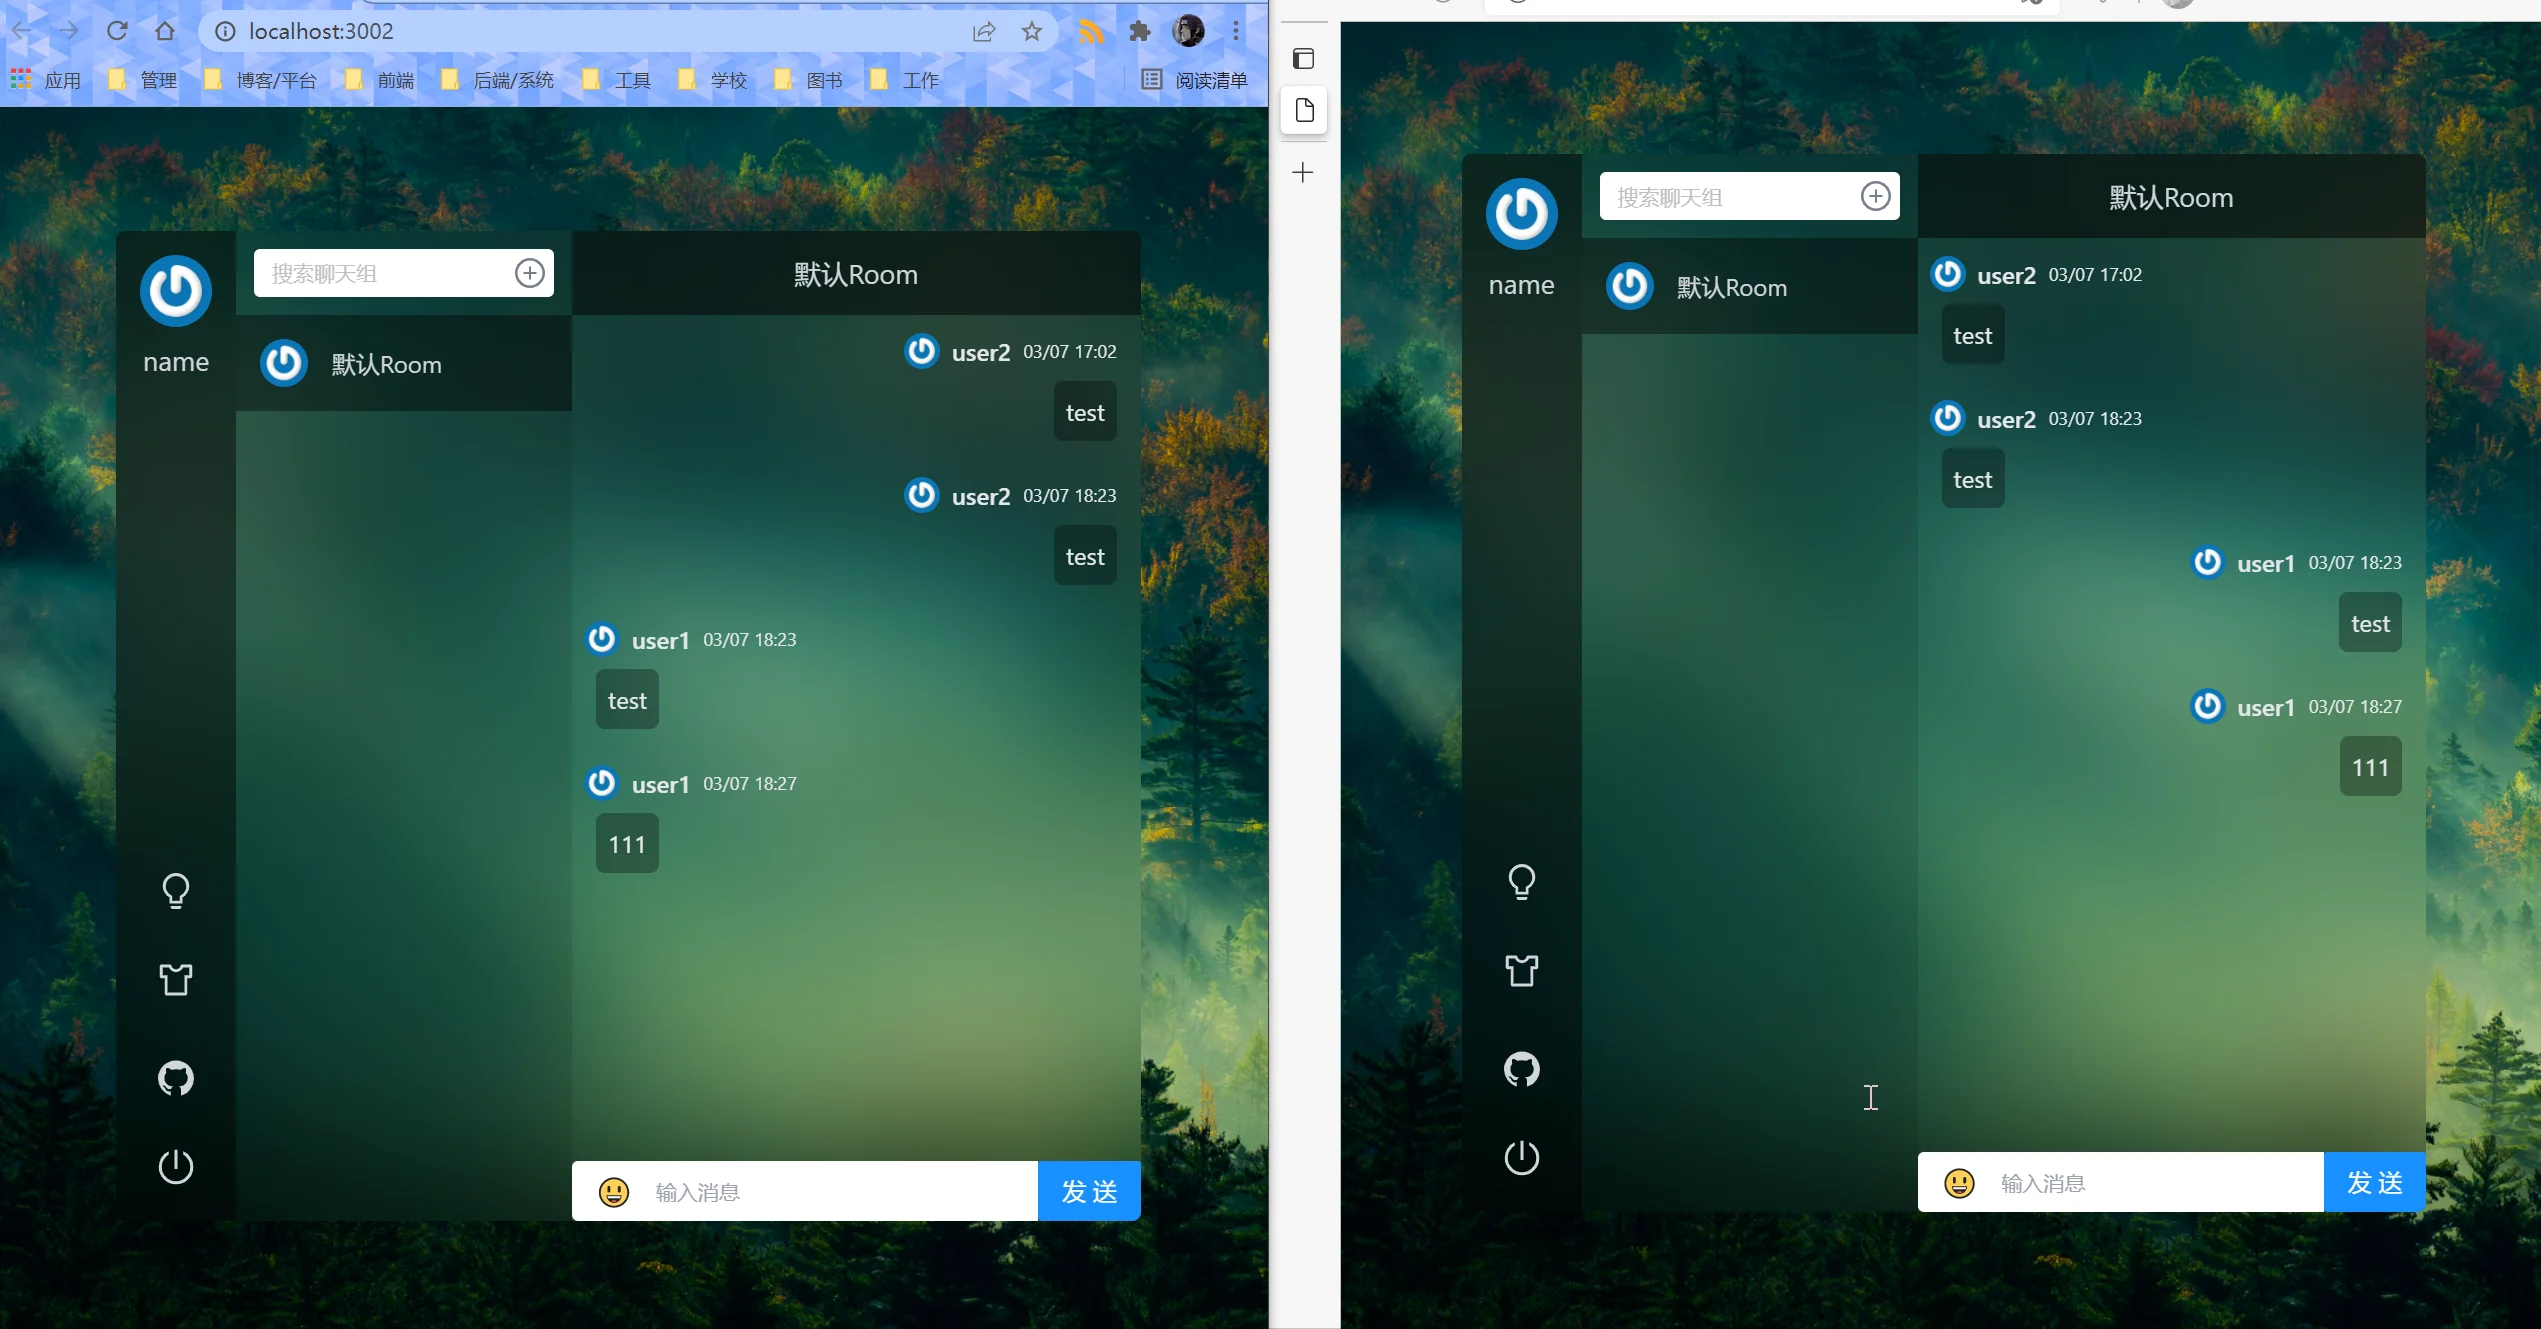 localhost:3002
应用 管理 博客/平台 前端 后端/系统 工具 学校 图书 工作 阅读清单
name
搜索聊天组
默认Room
默认Room
user2 03/07 17:02
test
user2 03/07 18:23
test
user1 03/07 18:23
test
user1 03/07 18:27
111
输入消息
发 送
name
搜索聊天组
默认Room
默认Room
user2 03/07 17:02
test
user2 03/07 18:23
test
user1 03/07 18:23
test
user1 03/07 18:27
111
输入消息
发 送